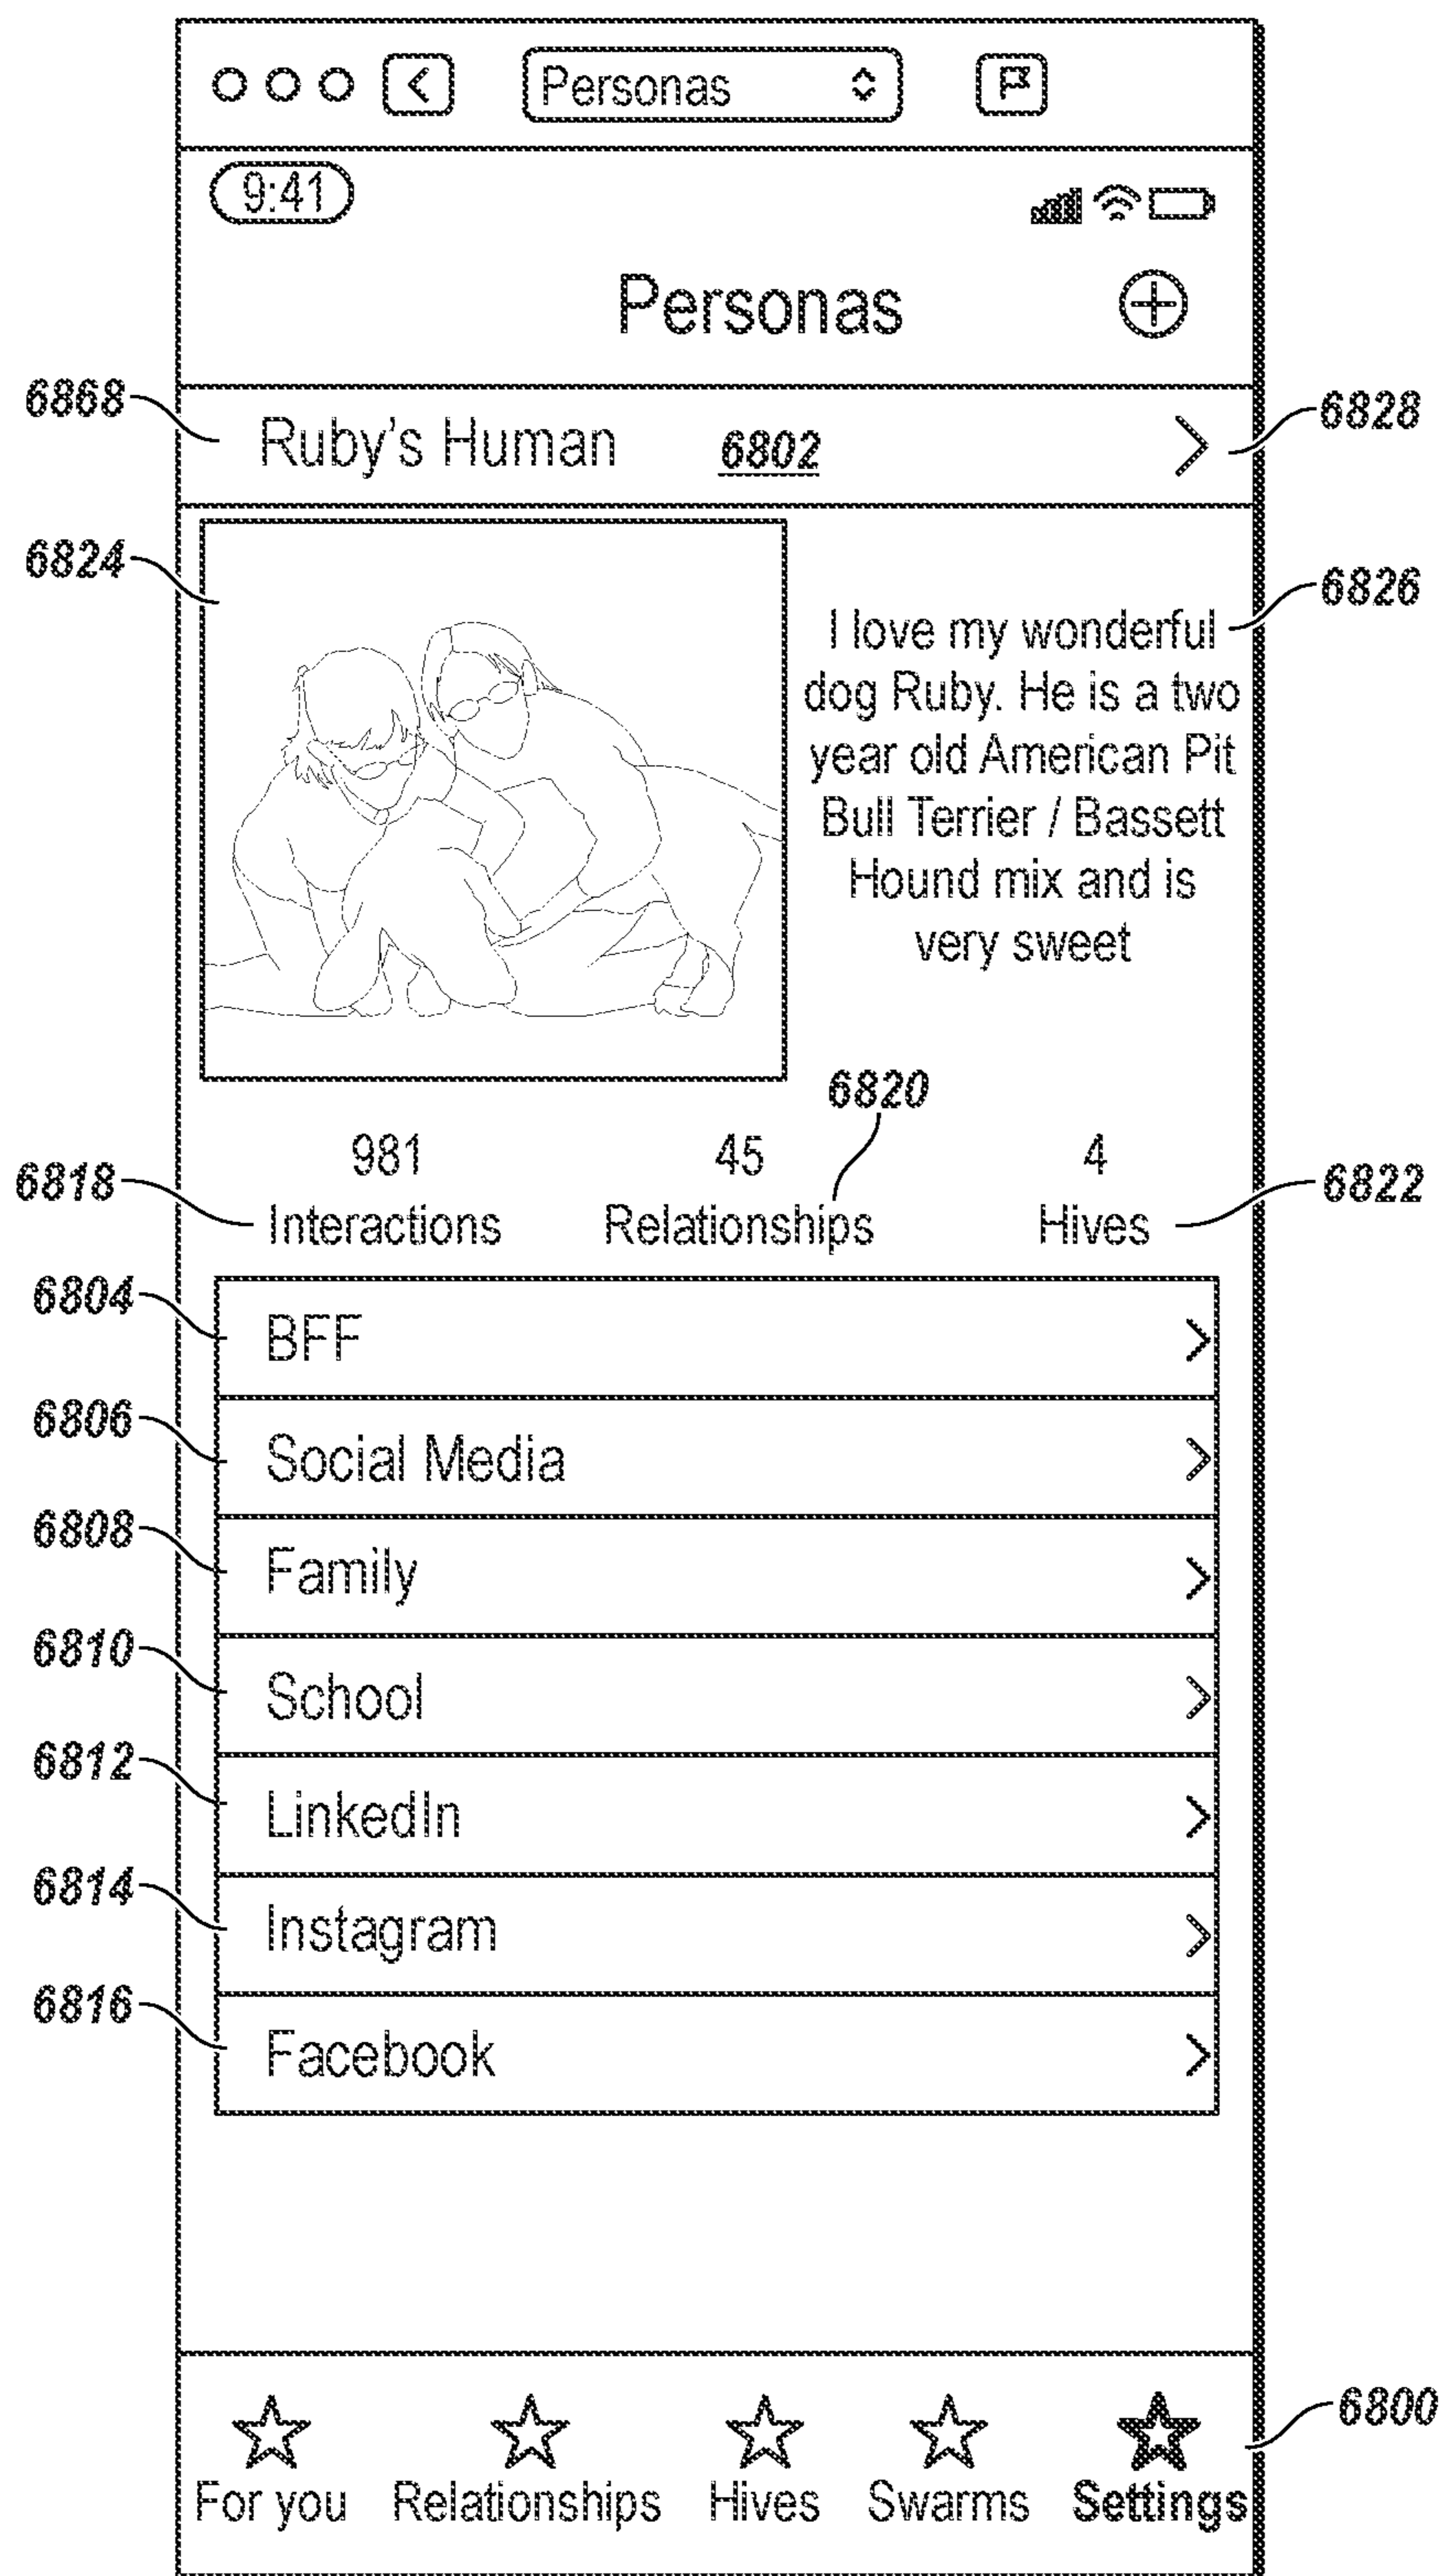 Personas
9:41
Personas
6868
Ruby's Human
6802
6828
6824
6826
I love my wonderful
dog Ruby. He is a two
year old American Pit
Bull Terrier / Bassett
Hound mix and is
very sweet
6820
981
45
4
6818
Interactions
Relationships
Hives
6822
6804
BFF
6806
Social Media
6808
Family
6810
School
6812
LinkedIn
6814
Instagram
6816
Facebook
6800
For you
Relationships
Hives
Swarms
Settings